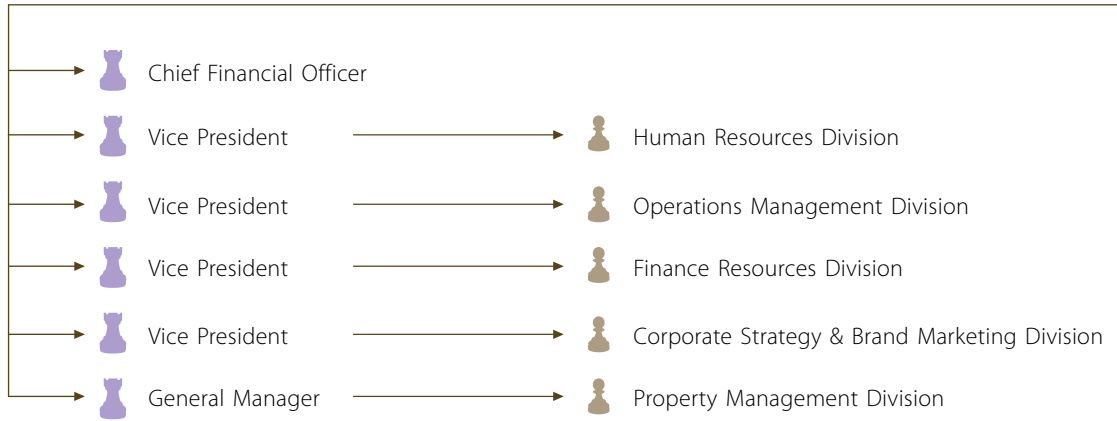 Chief Financial Officer
Vice President Human Resources Division
Vice President Operations Management Division
Vice President Finance Resources Division
Vice President Corporate Strategy & Brand Marketing Division
General Manager Property Management Division